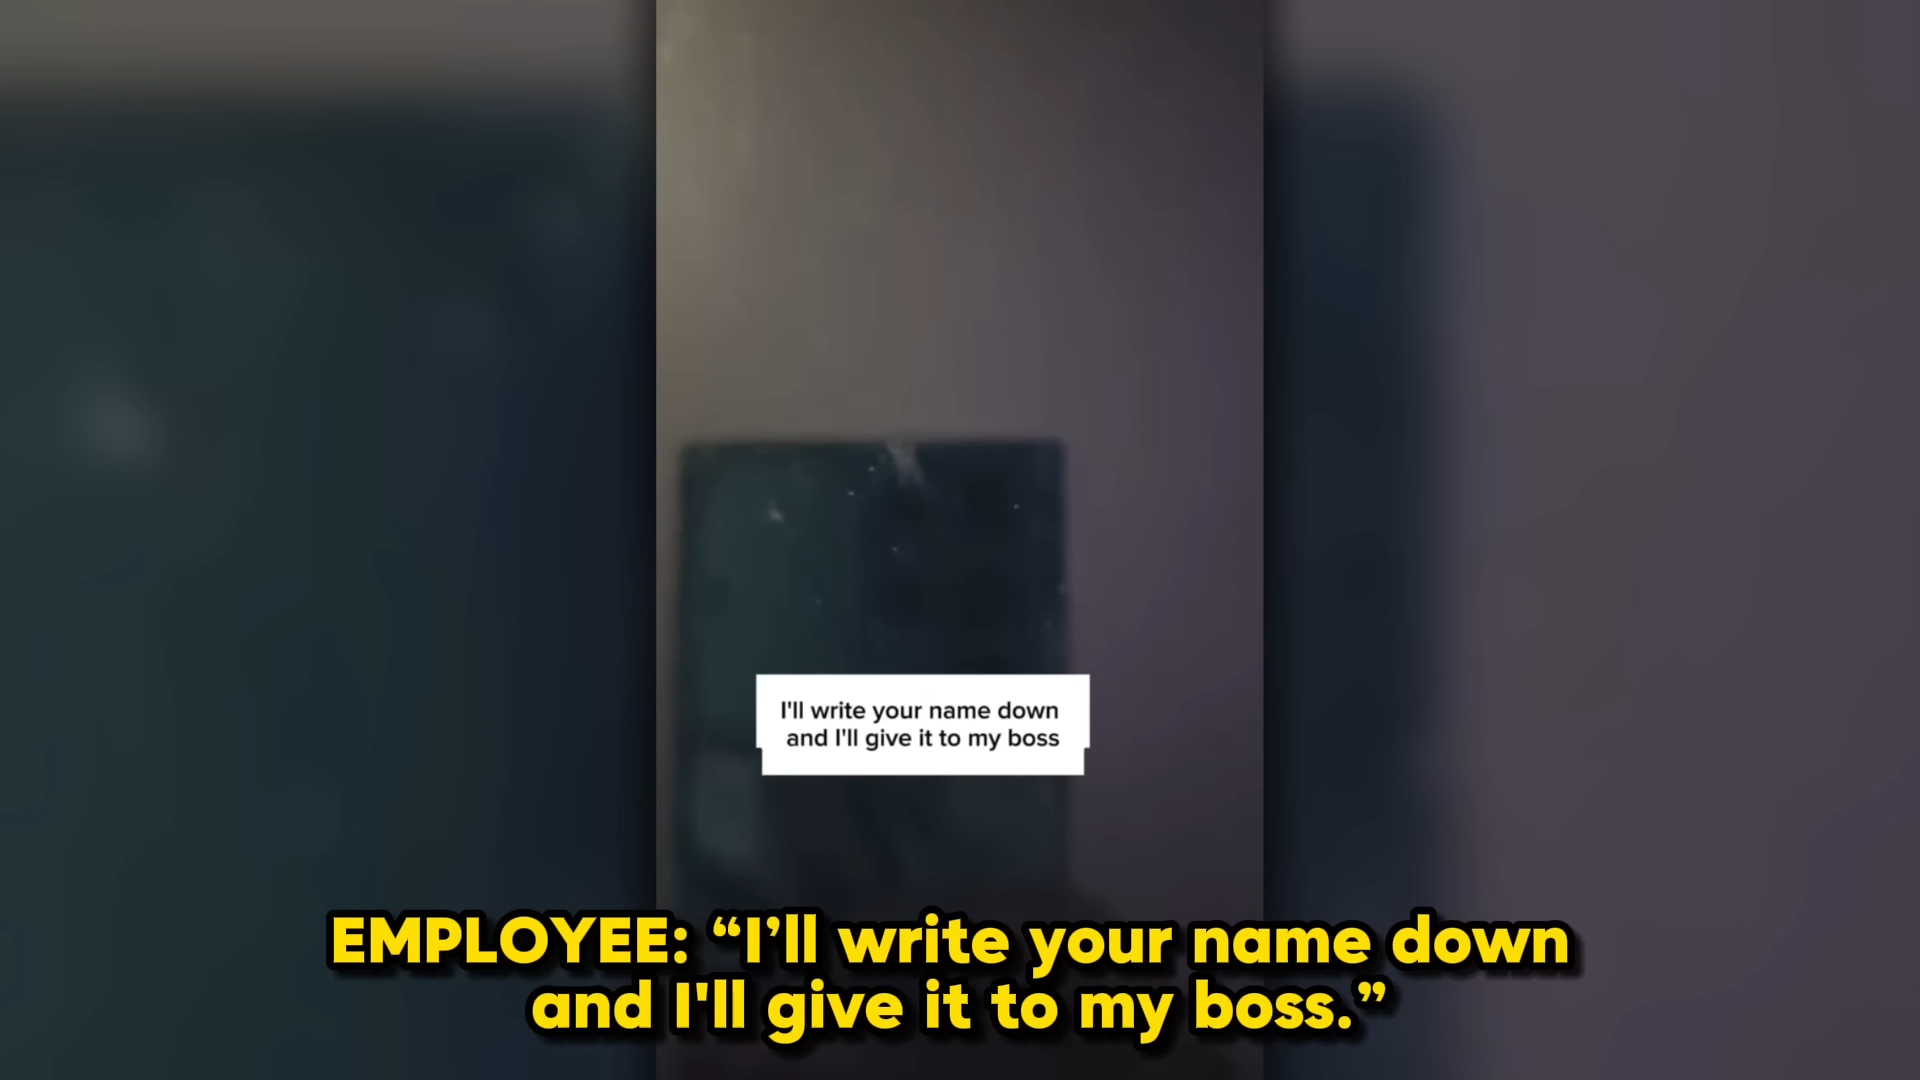 I'll write your name down
and I'll give it to my boss
EMPLOYEE: “I’ll write your name down
and I'll give it to my boss.”